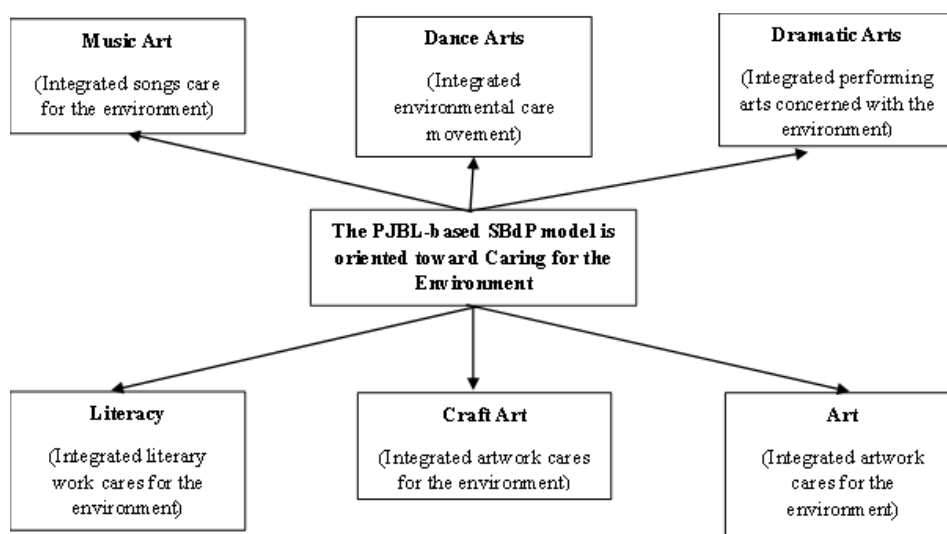 Music Art
(Integrated songs care
for the environment)
Dance Arts
(Integrated
environmental care
movement)
Dramatic Arts
(Integrated performing
arts concerned with the
environment)
The PJBL-based SBdP model is
oriented toward Caring for the
Environment
Literacy
(Integrated literary
work cares for the
environment)
Craft Art
(Integrated artwork cares
for the environment)
Art
(Integrated artwork
cares for the
environment)